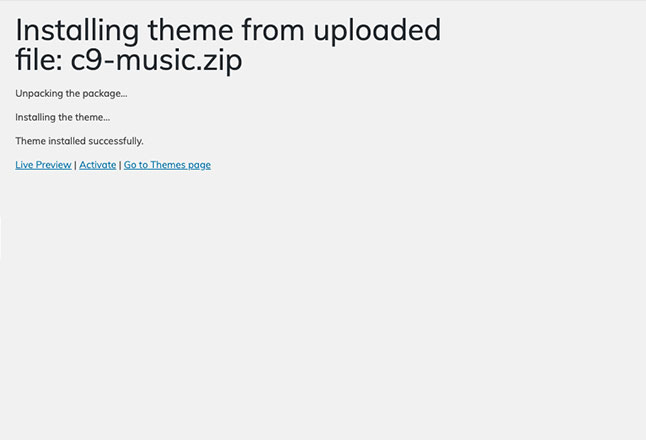 Installing theme from uploaded
file: c9-music.zip
Unpacking the package...
Installing the theme...
Theme installed successfully.
Live Preview | Activate | Go to Themes page